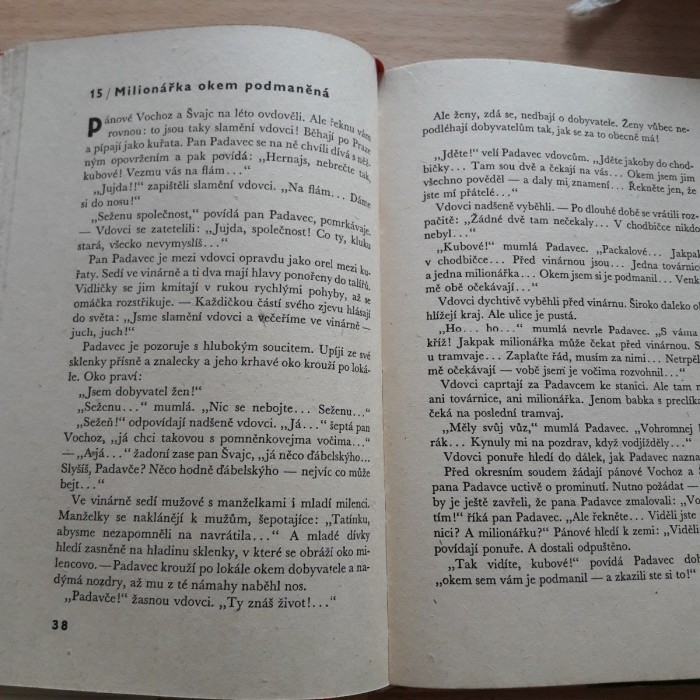 15 / Milionářka okem podmaněná
Pánové Vochoz a Švajc na léto ovdověli. Ale řeknu vám
rovnou: to jsou taky slamění vdovci! Běhají po Praze
a pípají jako kuřata. Pan Padavec se na ně chvíli dívá s něž-
ným opovržením a pak povídá: „Hernajs, nebrečte tak,
kubové! Vezmu vás na flám...“
„Jujda!!“ zapištěli slamění vdovci. „Na flám... Dáme
si do nosu!“
„Seženu společnost,“ povídá pan Padavec, pomrkávaje.
— Vdovci se zatetelili: „Jujda, společnost! Co ty, kluku
stará, všecko nevymyslíš...“
Pan Padavec je mezi vdovci opravdu jako orel mezi ku-
řaty. Sedí ve vinárně a ti dva mají hlavy ponořeny do talířů.
Vidličky se jim kmitají v rukou rychlými pohyby, až se
omáčka rozstřikuje. — Každičkou částí svého zjevu hlásají
do světa: „Jsme slamění vdovci a večeříme ve vinárně —
juch, juch!“
Padavec je pozoruje s hlubokým soucitem. Upíjí ze své
sklenky přísně a znalecky a jeho krhavé oko krouží po loká-
le. Oko praví:
„Jsem dobyvatel žen!“
„Seženu...“ mumlá. „Nic se nebojte... Seženu...“
„Sežeň!“ odpovídají nadšeně vdovci. „Já...“ šeptá pan
Vochoz, „já chci takovou s pomněnkovejma vočima...“
— „A já...“ žadoní zase pan Švajc, „já něco ďábelskýho...
Slyšíš, Padavče? Něco hodně ďábelskýho — nejvíc co může
bejt...“
Ve vinárně sedí mužové s manželkami i mladí milenci.
Manželky se naklánějí k mužům, šepotajíce: „Tatínku,
abysme nezapomněli na navrátila...“ A mladé dívky
hledí zasněně na hladinu sklenky, v které se obráží oko mi-
lencovo. — Padavec krouží po lokále okem dobyvatele a na-
dýmá nozdry, až mu z té námahy naběhl nos.
„Padavče!“ žasnou vdovci. „Ty znáš život!...“
38
Ale ženy, zdá se, nedbají o dobyvatele. Ženy vůbec ne-
podléhají dobyvatelům tak, jak se za to obecně má!
„Jděte!“ velí Padavec vdovcům. „Jděte jakoby do chod-
bičky... Tam sou dvě a čekají na vás... Okem jsem jim
všechno pověděl — a daly mi znamení... Řekněte jen, že
jste mí přátelé...“
Vdovci nadšeně vyběhli. — Po dlouhé době se vrátili roz-
pačitě: „Žádné dvě tam nečekaly... V chodbičce nikdo
nebyl...“
„Kubové!“ mumlá Padavec. „Packalové... Jakpak
v chodbičce... Před vinárnou jsou... Jedna továrnice
a jedna milionářka... Okem jsem si je podmanil... Venku
mě obě očekávají...“
Vdovci dychtivě vyběhli před vinárnu. Široko daleko ob-
hlížejí kraj. Ale ulice je pustá.
„Ho... ho...“ mumlá nevrle Padavec. „S váma
kříž! Jakpak milionářka může čekat před vinárnou.
u tramvaje... Zaplaťte řád, musím za nimi... Netrpěl
mě očekávají — vobě jsem je vočima rozvohnil...“
Vdovci caprtají za Padavcem ke stanici. Ale tam
ani továrnice, ani milionářka. Jenom babka s preclíka
čeká na poslední tramvaj.
„Měly svůj vůz,“ mumlá Padavec. „Vohromnej
rák... Kynuly mi na pozdrav, když vodjížděly...“
Vdovci ponuře hledí do dálek, jak Padavec nazna
Před okresním soudem žádají pánové Vochoz a Š
pana Padavce uctivě o prominutí. Nutno požádat —
by je ještě zavřeli, že pana Padavce zmalovali: „Vo
tím!“ říká pan Padavec. „Ale řekněte... Viděli jste
nici? A milionářku?“ Pánové hledí k zemi: „Viděli
povídají ponuře. A dostali odpuštěno.
„Tak vidíte, kubové!“ povídá Padavec dob
„okem sem vám je podmanil — a zkazili ste si to!“